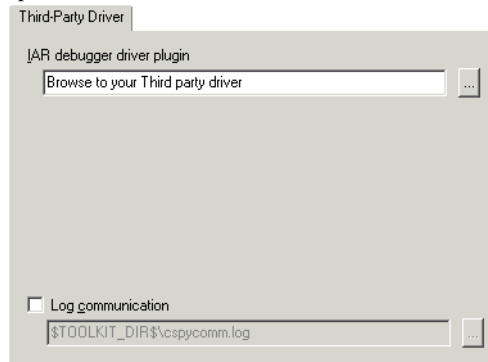 Third-Party Driver
IAR debugger driver plugin
Browse to your Third party driver
...
Log communication
$TOOLKIT_DIR$\cspycomm.log
...